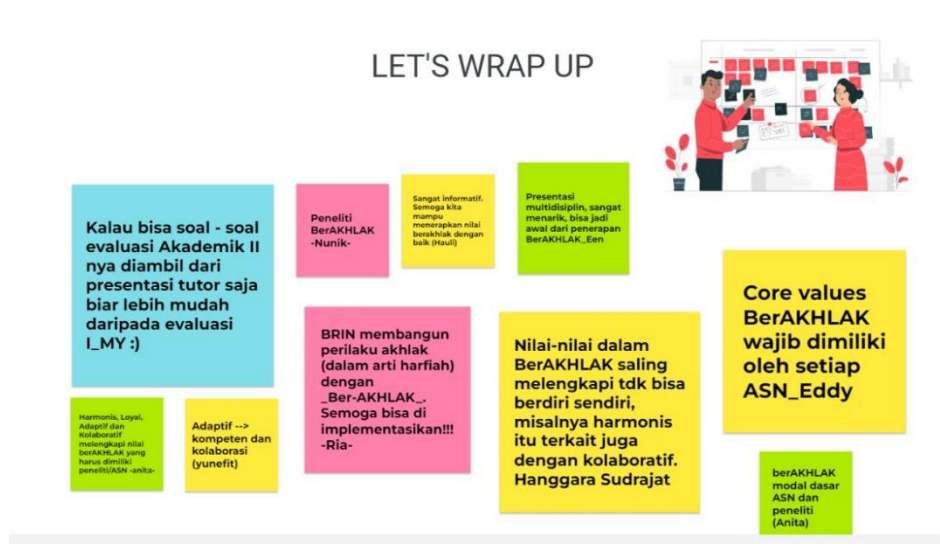 LET'S WRAP UP
Kalau bisa soal - soal
evaluasi Akademik II
nya diambil dari
presentasi tutor saja
biar lebih mudah
daripada evaluasi
I_MY :)
Peneliti
BerAKHLAK
-Nunik-
Sangat informatif.
Semoga kita
mampu
menerapkan nilai
berakhlak dengan
baik (Hauli)
Presentasi
multidisiplin, sangat
menarik, bisa jadi
awal dari penerapan
BerAKHLAK_Een
Harmonis, Loyal,
Adaptif dan
Kolaboratif
melengkapi nilai
berAKHLAK yang
harus dimiliki
peneliti/ASN -anita-
Adaptif -->
kompeten dan
kolaborasi
(yunefit)
BRIN membangun
perilaku akhlak
(dalam arti harfiah)
dengan
_Ber-AKHLAK_.
Semoga bisa di
implementasikan!!!
-Ria-
Nilai-nilai dalam
BerAKHLAK saling
melengkapi tdk bisa
berdiri sendiri,
misalnya harmonis
itu terkait juga
dengan kolaboratif.
Hanggara Sudrajat
Core values
BerAKHLAK
wajib dimiliki
oleh setiap
ASN_Eddy
berAKHLAK
modal dasar
ASN dan
peneliti
(Anita)